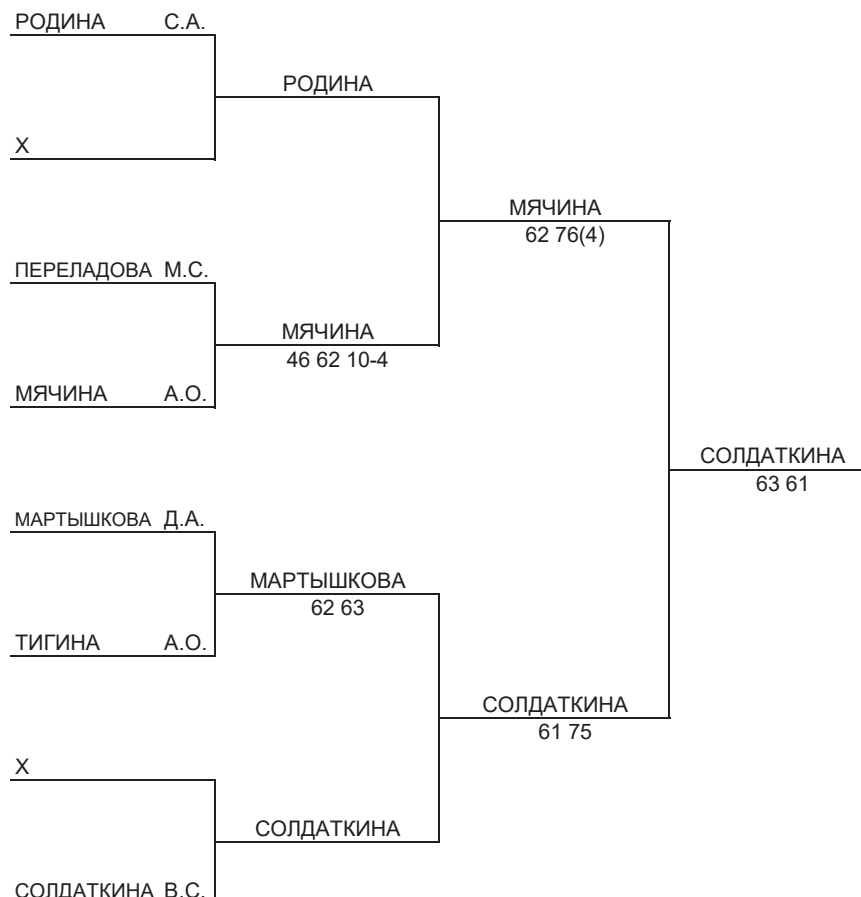 РОДИНА С.А.
РОДИНА
Х
МЯЧИНА
62 76(4)
ПЕРЕЛАДОВА М.С.
МЯЧИНА
46 62 10-4
МЯЧИНА А.О.
СОЛДАТКИНА
63 61
МАРТЫШКОВА Д.А.
МАРТЫШКОВА
62 63
ТИГИНА А.О.
СОЛДАТКИНА
61 75
Х
СОЛДАТКИНА
СОЛДАТКИНА В.С.